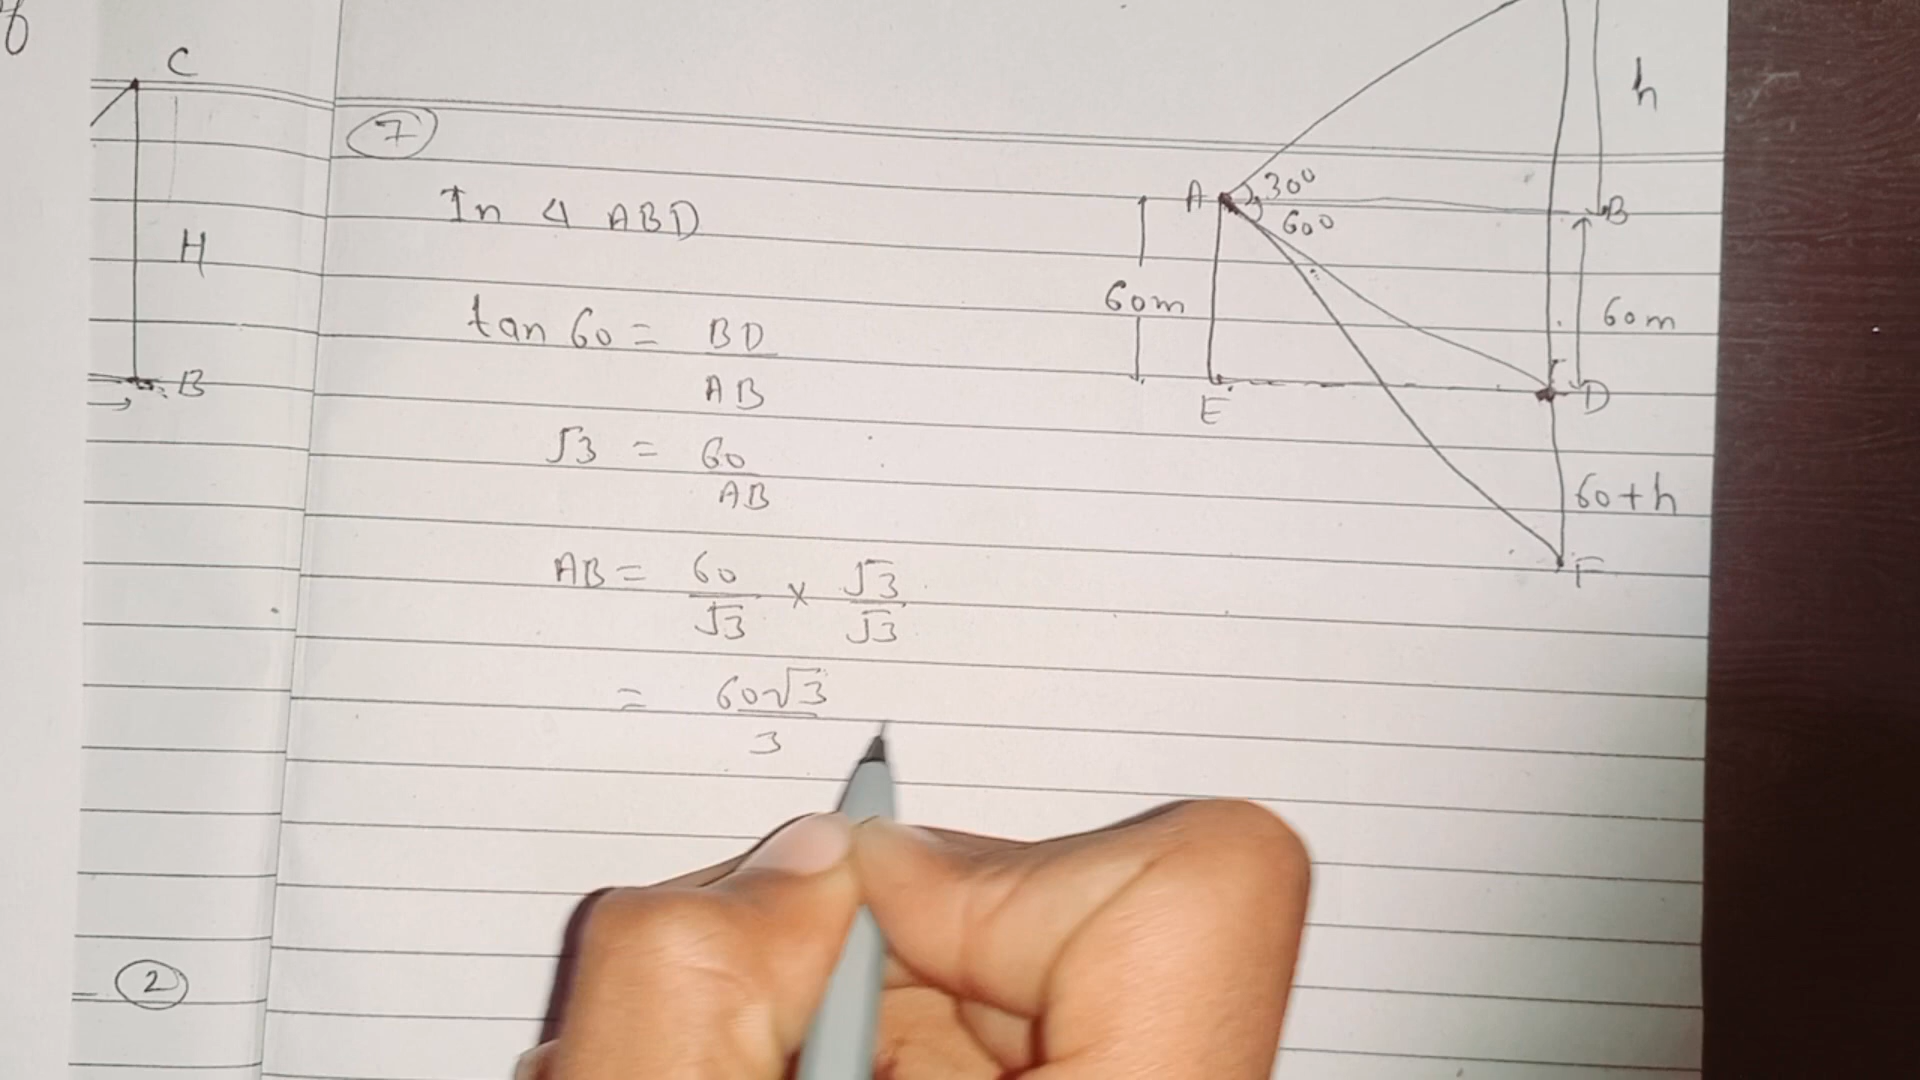 C
H
B
2
7
In △ ABD
tan 60 = BD
AB
√3 = 60
AB
AB = 60 × √3
√3 √3
= 60√3
3
h
A 30° B
60°
60m 60m
E D
60+h
F